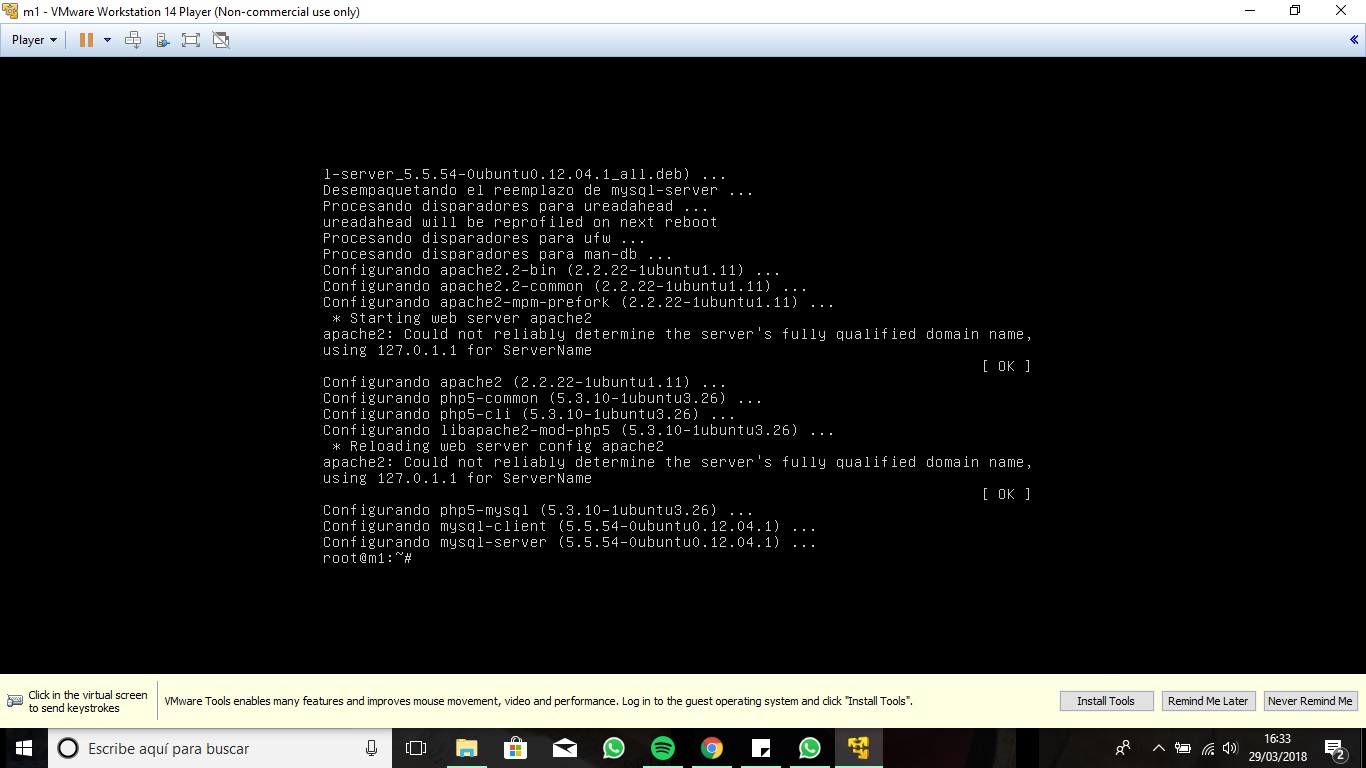 m1 - VMware Workstation 14 Player (Non-commercial use only)
Player
l-server_5.5.54-0ubuntu0.12.04.1_all.deb) ...
Desempaquetando el reemplazo de mysql-server ...
Procesando disparadores para ureadahead ...
ureadahead will be reprofiled on next reboot
Procesando disparadores para ufw ...
Procesando disparadores para man-db ...
Configurando apache2.2-bin (2.2.22-1ubuntu1.11) ...
Configurando apache2.2-common (2.2.22-1ubuntu1.11) ...
Configurando apache2-mpm-prefork (2.2.22-1ubuntu1.11) ...
* Starting web server apache2
apache2: Could not reliably determine the server's fully qualified domain name,
using 127.0.1.1 for ServerName
[ OK ]
Configurando apache2 (2.2.22-1ubuntu1.11) ...
Configurando php5-common (5.3.10-1ubuntu3.26) ...
Configurando php5-cli (5.3.10-1ubuntu3.26) ...
Configurando libapache2-mod-php5 (5.3.10-1ubuntu3.26) ...
* Reloading web server config apache2
apache2: Could not reliably determine the server's fully qualified domain name,
using 127.0.1.1 for ServerName
[ OK ]
Configurando php5-mysql (5.3.10-1ubuntu3.26) ...
Configurando mysql-client (5.5.54-0ubuntu0.12.04.1) ...
Configurando mysql-server (5.5.54-0ubuntu0.12.04.1) ...
root@m1:~#
Click in the virtual screen
to send keystrokes
VMware Tools enables many features and improves mouse movement, video and performance. Log in to the guest operating system and click "Install Tools".
Install Tools
Remind Me Later
Never Remind Me
Escribe aquí para buscar
16:33
29/03/2018
2